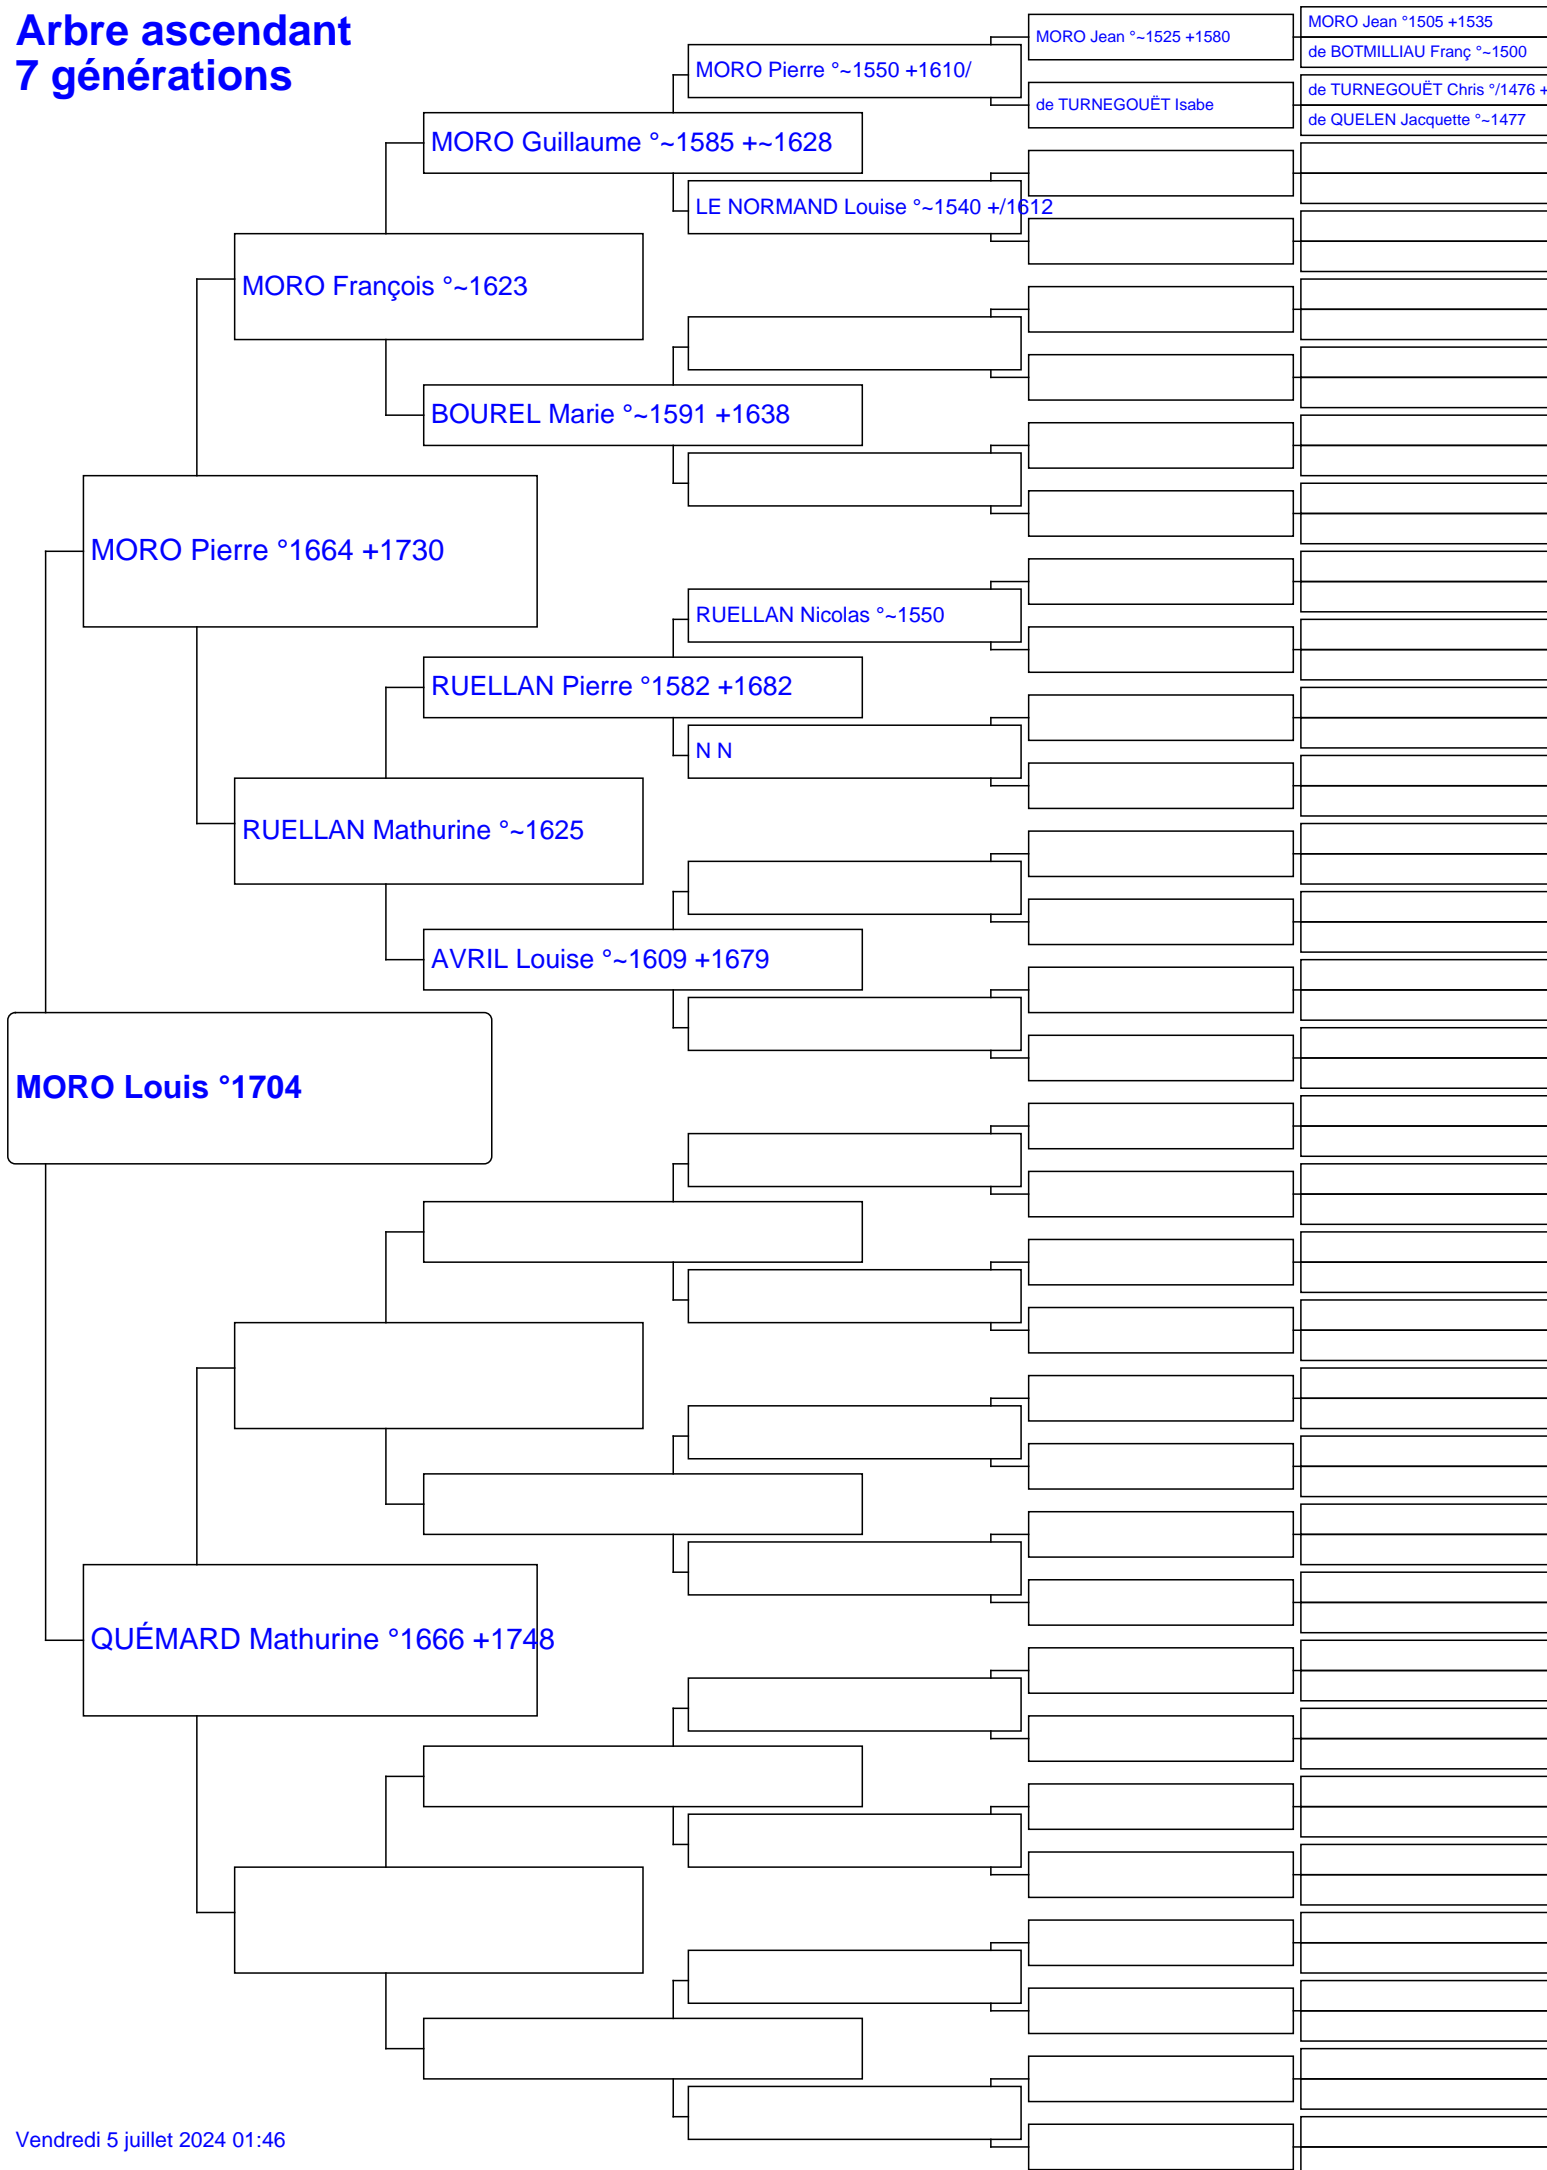 Arbre ascendant
7 générations
MORO Jean °1505 +1535
MORO Jean °~1525 +1580
de BOTMILLIAU Franç °~1500
MORO Pierre °~1550 +1610/
de TURNEGOUËT Chris °/1476 +
de TURNEGOUËT Isabe
de QUELEN Jacquette °~1477
MORO Guillaume °~1585 +~1628
LE NORMAND Louise °~1540 +/1612
MORO François °~1623
BOUREL Marie °~1591 +1638
MORO Pierre °1664 +1730
RUELLAN Nicolas °~1550
RUELLAN Pierre °1582 +1682
N N
RUELLAN Mathurine °~1625
AVRIL Louise °~1609 +1679
MORO Louis °1704
QUÉMARD Mathurine °1666 +1748
Vendredi 5 juillet 2024 01:46